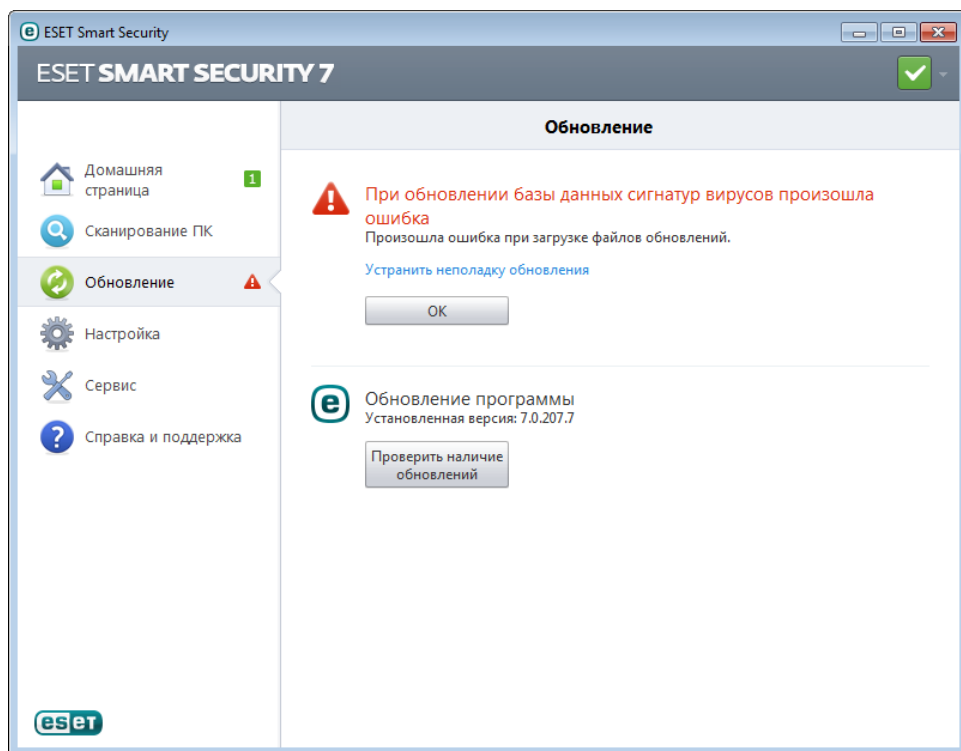 ESET Smart Security
ESET SMART SECURITY 7
Обновление
Домашняя
страница
1
Сканирование ПК
Обновление
Настройка
Сервис
Справка и поддержка
При обновлении базы данных сигнатур вирусов произошла
ошибка
Произошла ошибка при загрузке файлов обновлений.
Устранить неполадку обновления
OK
Обновление программы
Установленная версия: 7.0.207.7
Проверить наличие
обновлений
eset